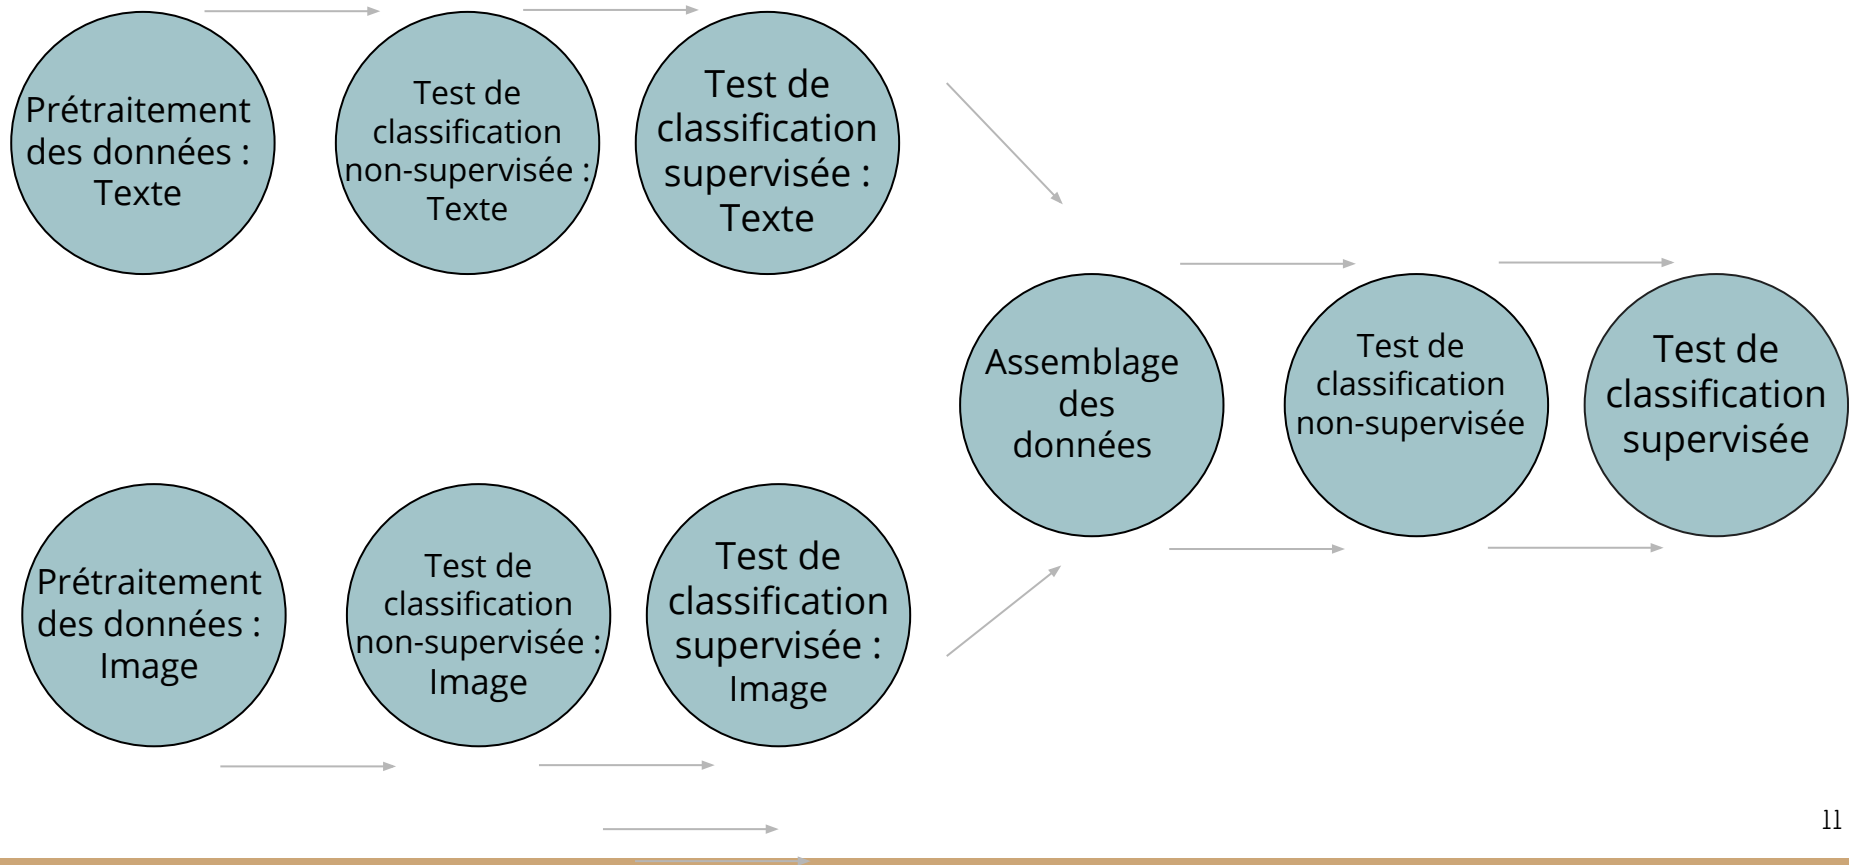 Prétraitement
des données :
Texte
Test de
classification
non-supervisée :
Texte
Test de
classification
supervisée :
Texte
Assemblage
des
données
Test de
classification
non-supervisée
Test de
classification
supervisée
Prétraitement
des données :
Image
Test de
classification
non-supervisée :
Image
Test de
classification
supervisée :
Image
11